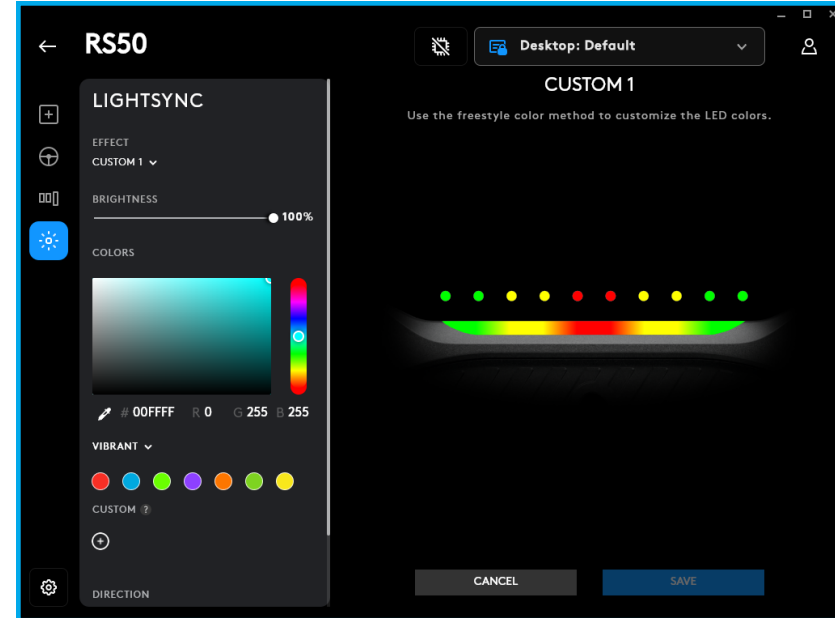 RS50
Desktop: Default
LIGHTSYNC
EFFECT
CUSTOM 1
BRIGHTNESS
100%
COLORS
# 00FFFF R 0 G 255 B 255
VIBRANT
CUSTOM ?
DIRECTION
CUSTOM 1
Use the freestyle color method to customize the LED colors.
CANCEL
SAVE